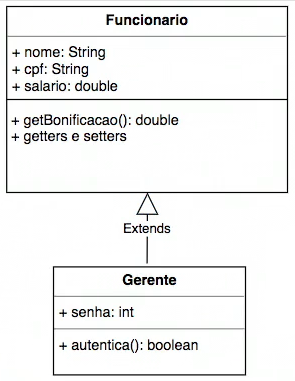 Funcionario
+ nome: String
+ cpf: String
+ salario: double
+ getBonificacao(): double
+ getters e setters
Extends
Gerente
+ senha: int
+ autentica(): boolean